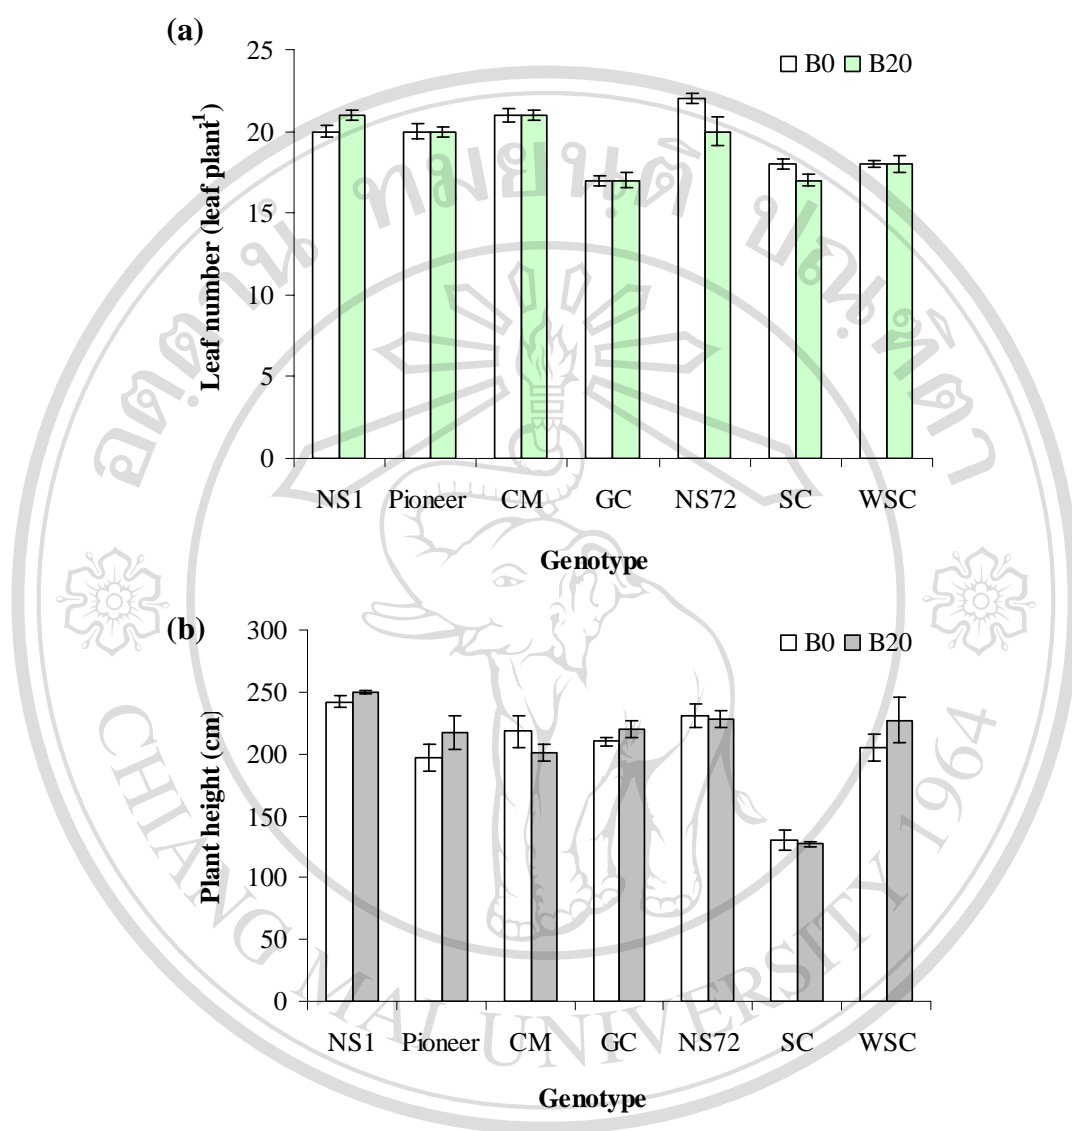 (a)
Leaf number (leaf plant-1)
25
20
15
10
5
0
B0 B20
NS1 Pioneer CM GC NS72 SC WSC
Genotype
(b)
Plant height (cm)
300
250
200
150
100
50
0
B0 B20
NS1 Pioneer CM GC NS72 SC WSC
Genotype
CHIANG MAI UNIVERSITY 1964